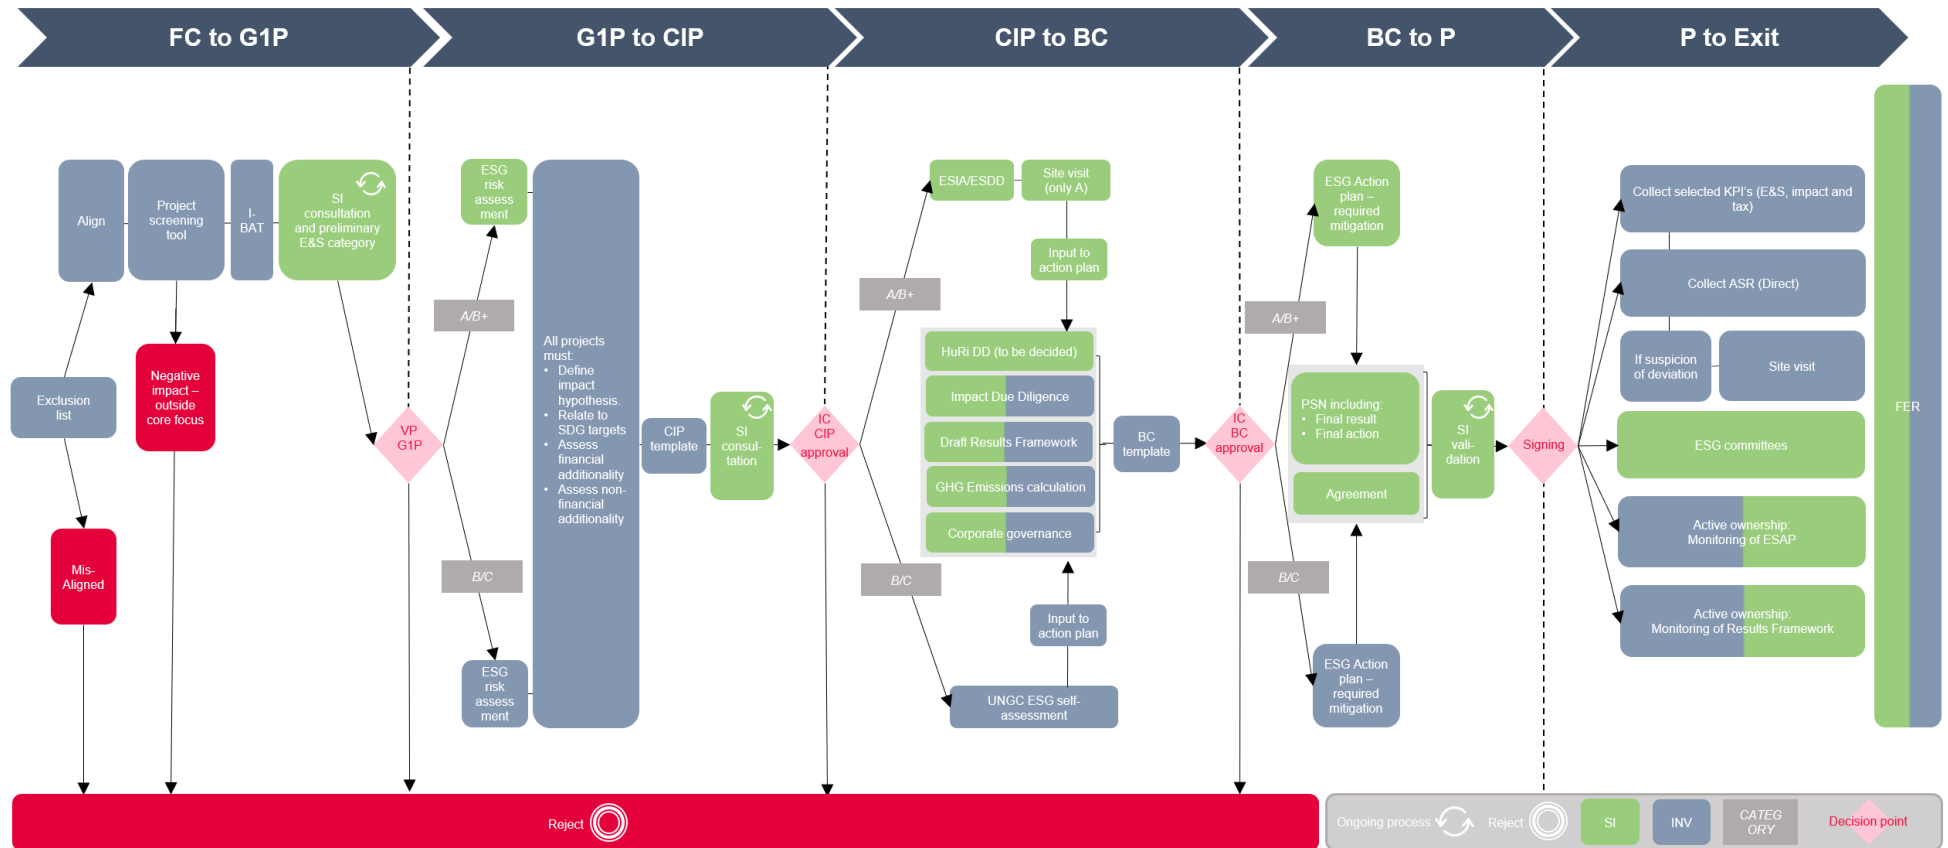 FC to G1P
G1P to CIP
CIP to BC
BC to P
P to Exit
Align
Project
screening
tool
I-
BAT
SI
consultation
and preliminary
E&S category
Exclusion
list
Negative
impact –
outside
core focus
Mis-
Aligned
VP
G1P
ESG
risk
assess
ment
A/B+
B/C
ESG
risk
assess
ment
All projects
must:
• Define
impact
hypothesis.
• Relate to
SDG targets
• Assess
financial
additionality
• Assess non-
financial
additionality
CIP
template
SI
consul-
tation
IC
CIP
approval
A/B+
B/C
ESIA/ESDD
Site visit
(only A)
Input to
action plan
HuRi DD (to be decided)
Impact Due Diligence
Draft Results Framework
GHG Emissions calculation
Corporate governance
Input to
action plan
UNGC ESG self-
assessment
BC
template
IC
BC
approval
A/B+
B/C
ESG Action
plan –
required
mitigation
PSN including:
• Final result
• Final action
Agreement
ESG Action
plan –
required
mitigation
SI
vali-
dation
Signing
Collect selected KPI's (E&S, impact and
tax)
Collect ASR (Direct)
If suspicion
of deviation
Site visit
ESG committees
Active ownership:
Monitoring of ESAP
Active ownership:
Monitoring of Results Framework
FER
Reject
Ongoing process
Reject
SI
INV
CATEG
ORY
Decision point